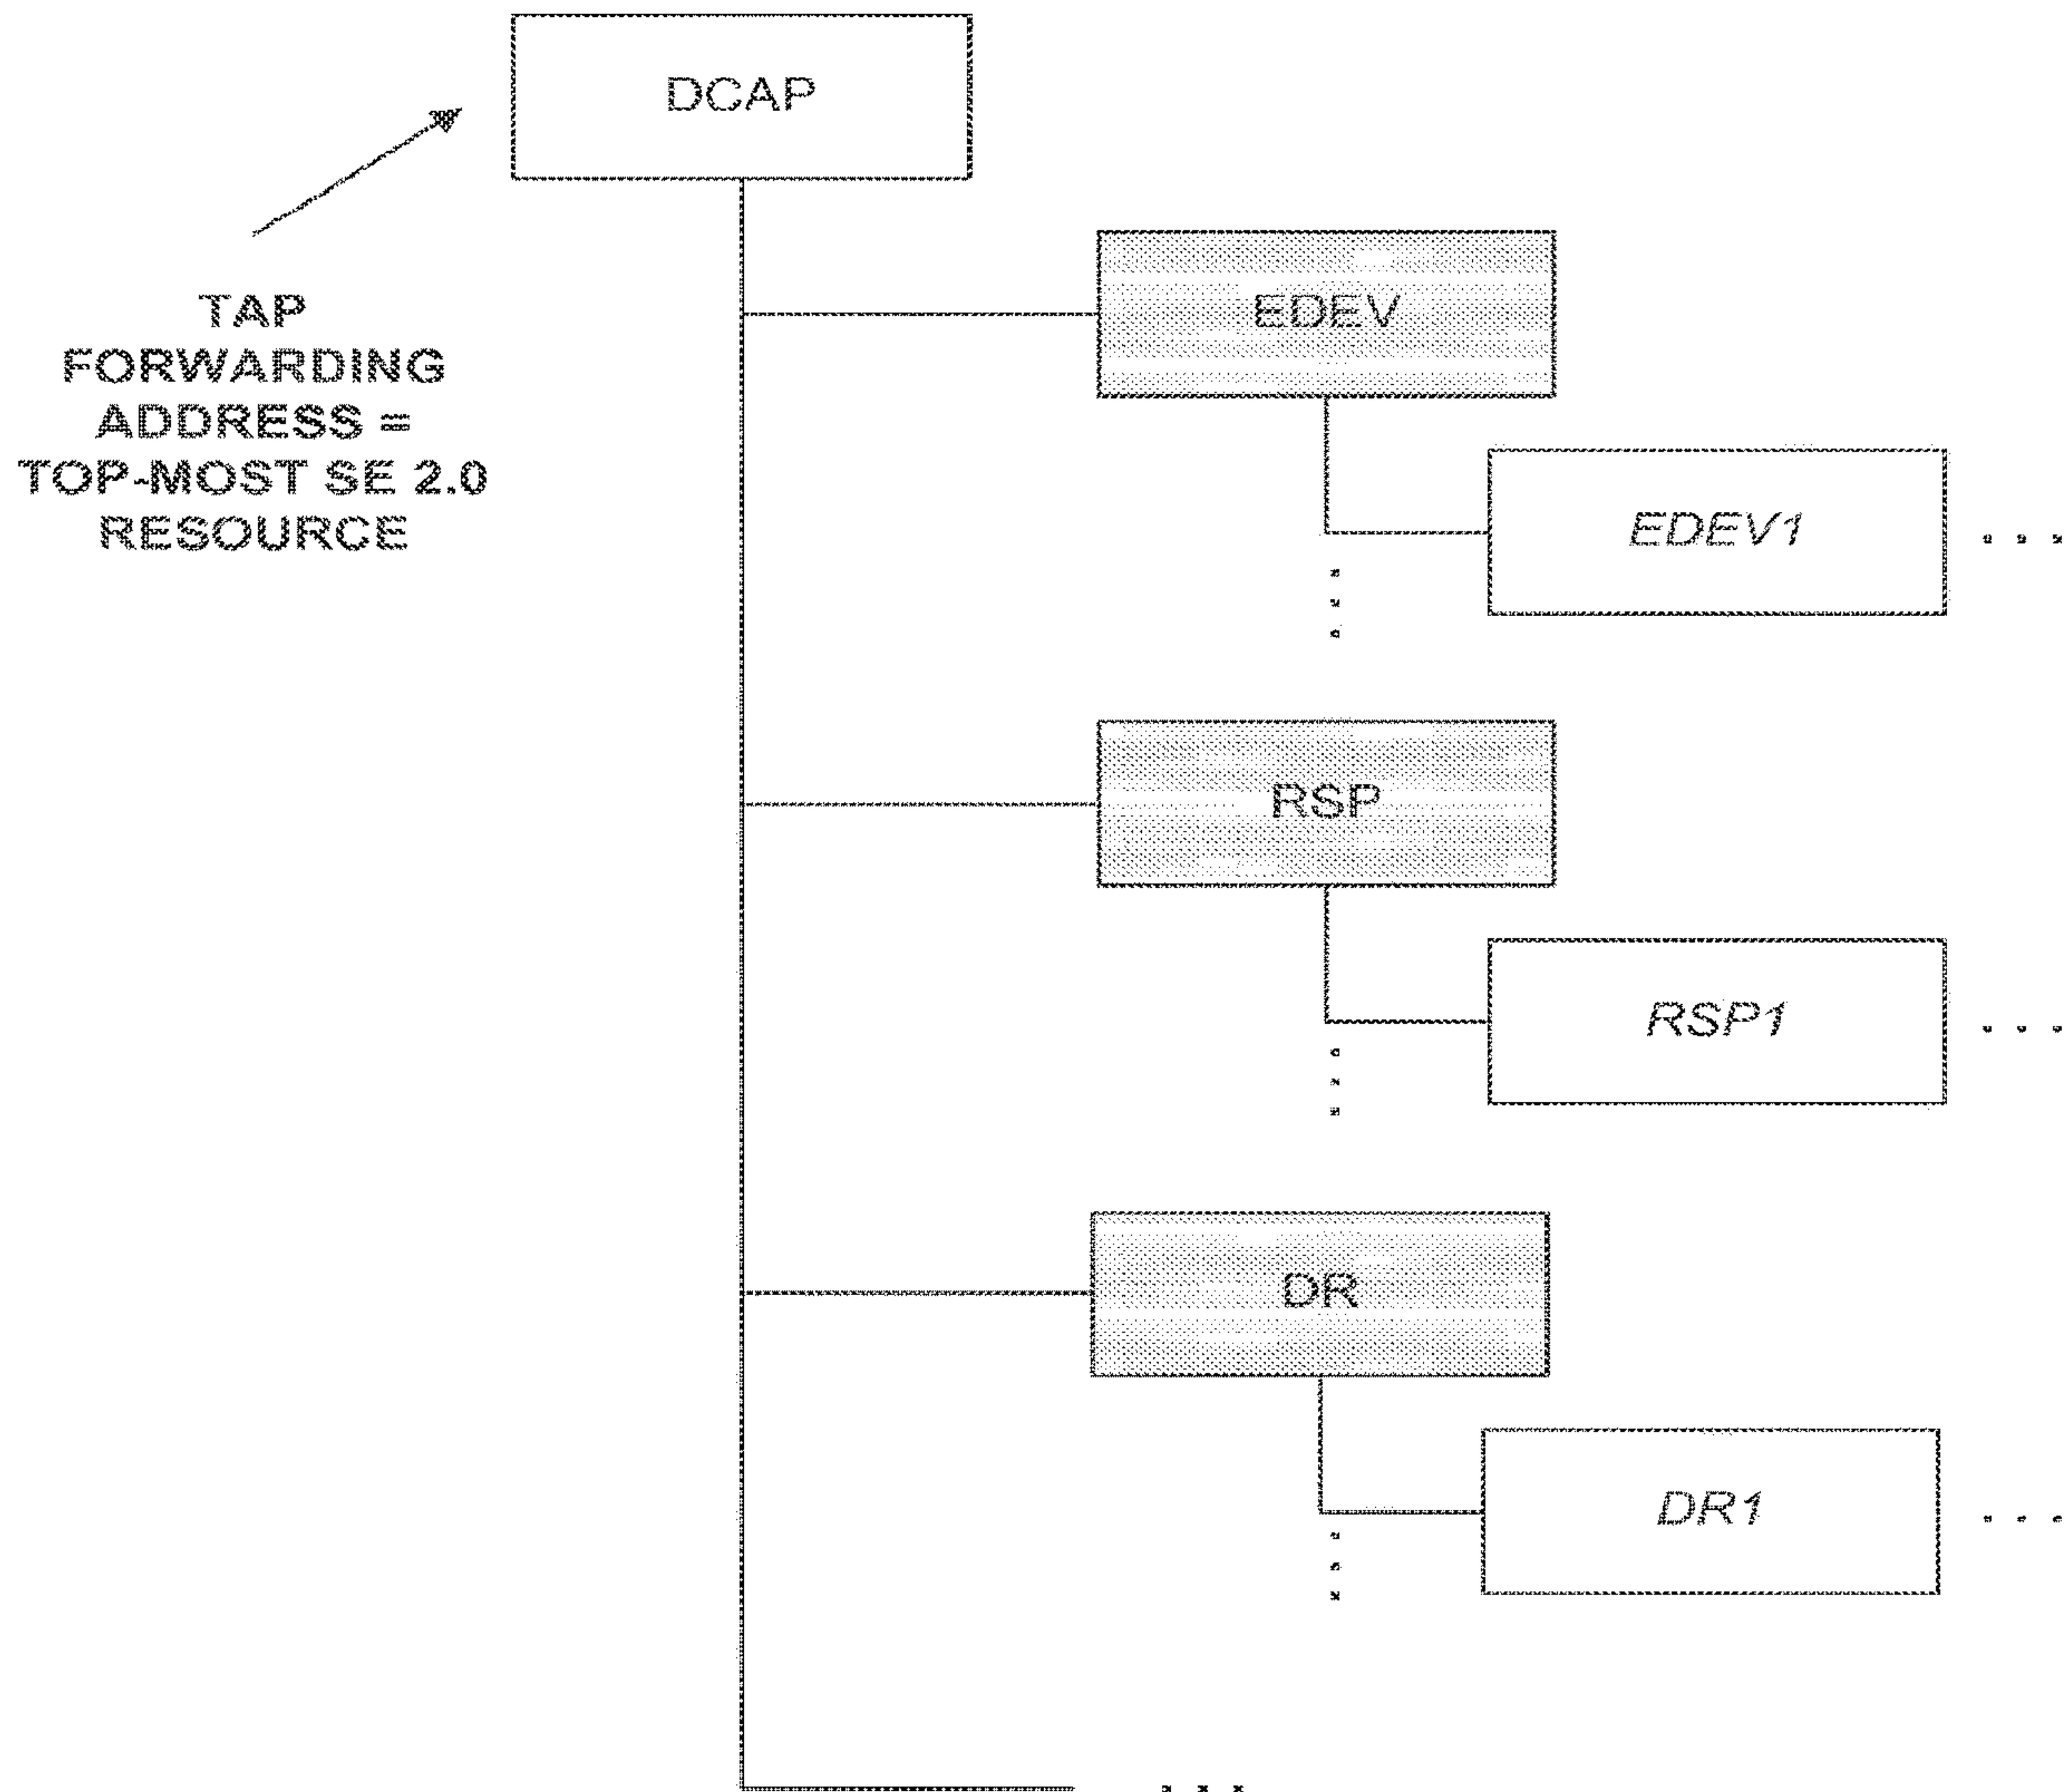 DCAP
TAP
FORWARDING
ADDRESS =
TOP-MOST SE 2.0
RESOURCE
EDEV
EDEV1
RSP
RSP1
DR
DR1